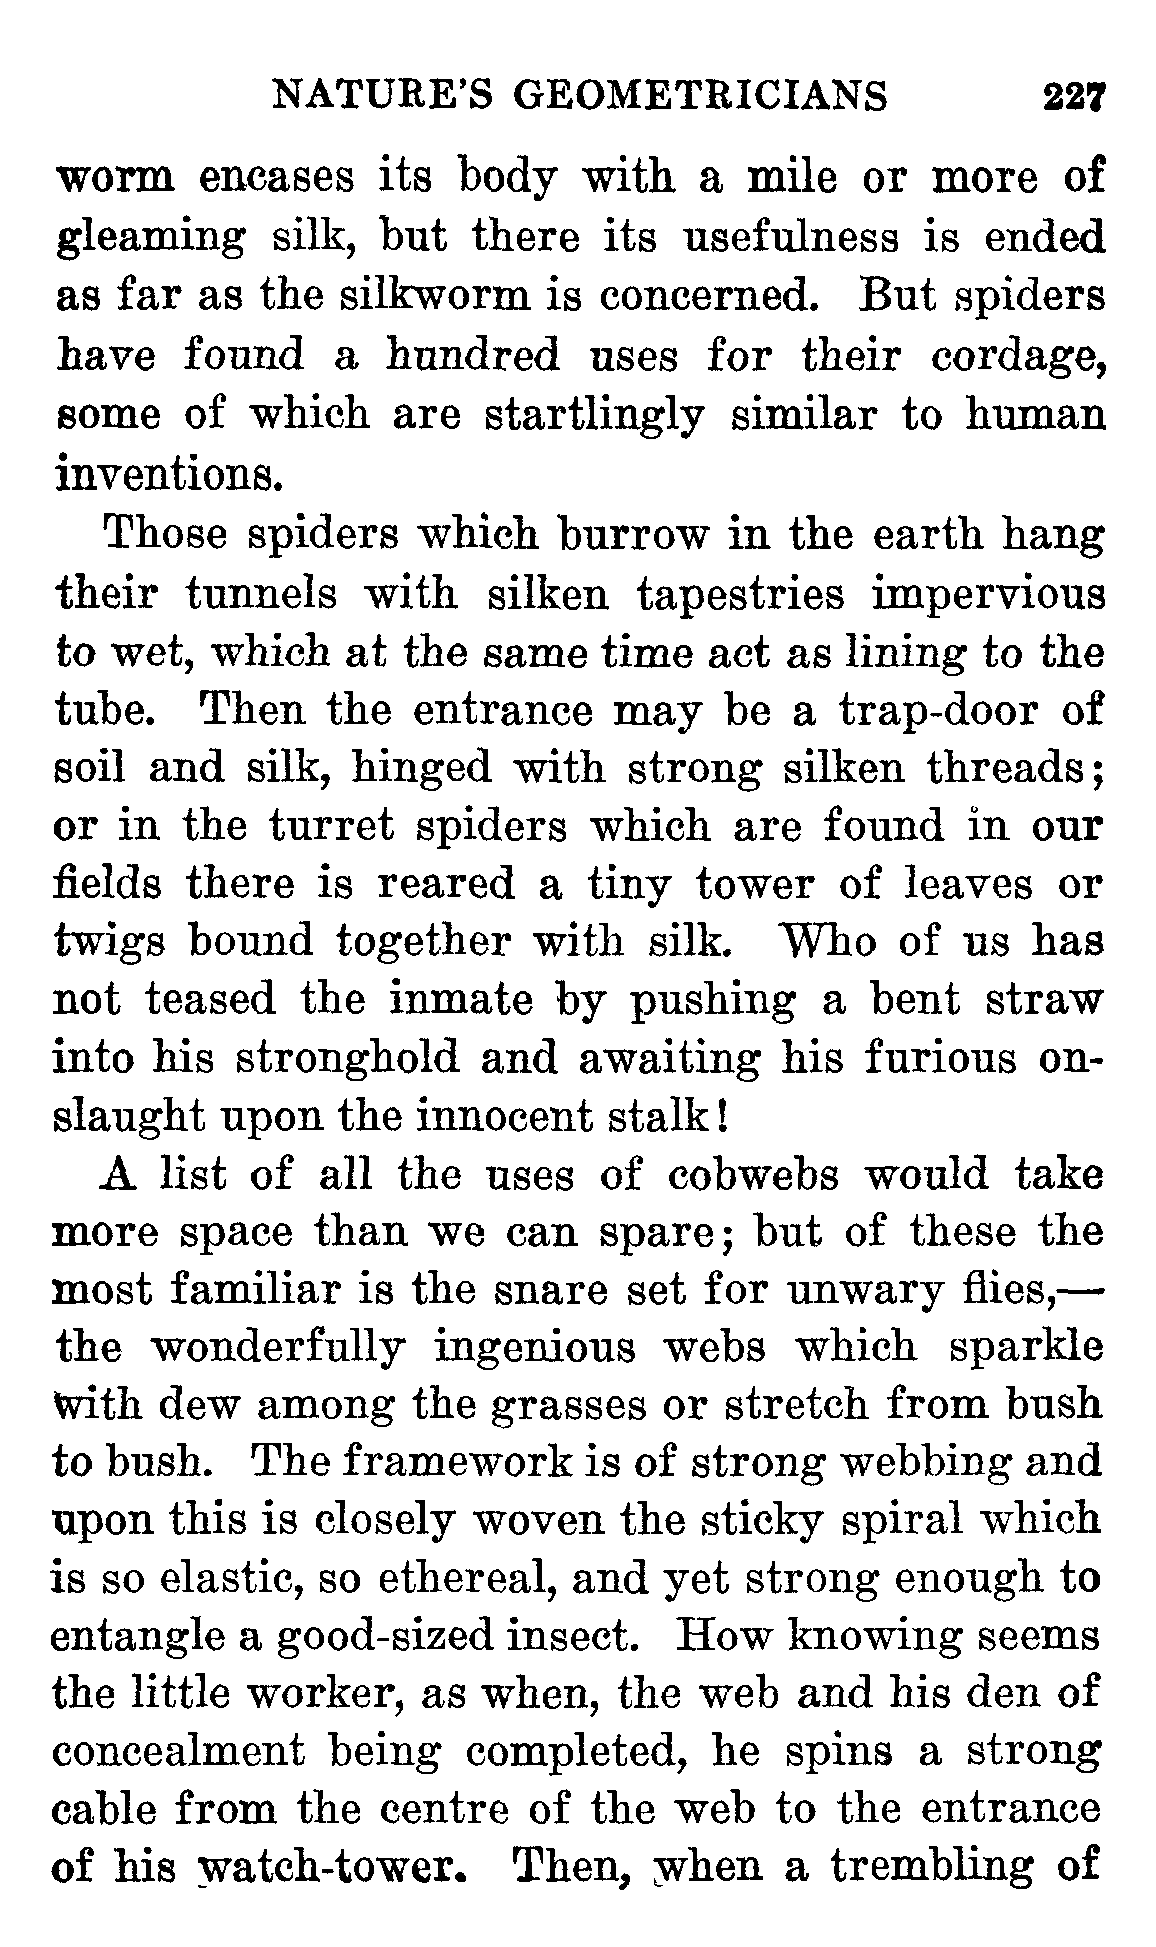 NATURE'S GEOMETRICIANS 227
worm encases its body with a mile or more of
gleaming silk, but there its usefulness is ended
as far as the silkworm is concerned. But spiders
have found a hundred uses for their cordage,
some of which are startlingly similar to human
inventions.
Those spiders which burrow in the earth hang
their tunnels with silken tapestries impervious
to wet, which at the same time act as lining to the
tube. Then the entrance may be a trap-door of
soil and silk, hinged with strong silken threads;
or in the turret spiders which are found in our
fields there is reared a tiny tower of leaves or
twigs bound together with silk. Who of us has
not teased the inmate by pushing a bent straw
into his stronghold and awaiting his furious on-
slaught upon the innocent stalk!
A list of all the uses of cobwebs would take
more space than we can spare; but of these the
most familiar is the snare set for unwary flies,—
the wonderfully ingenious webs which sparkle
with dew among the grasses or stretch from bush
to bush. The framework is of strong webbing and
upon this is closely woven the sticky spiral which
is so elastic, so ethereal, and yet strong enough to
entangle a good-sized insect. How knowing seems
the little worker, as when, the web and his den of
concealment being completed, he spins a strong
cable from the centre of the web to the entrance
of his watch-tower. Then, when a trembling of